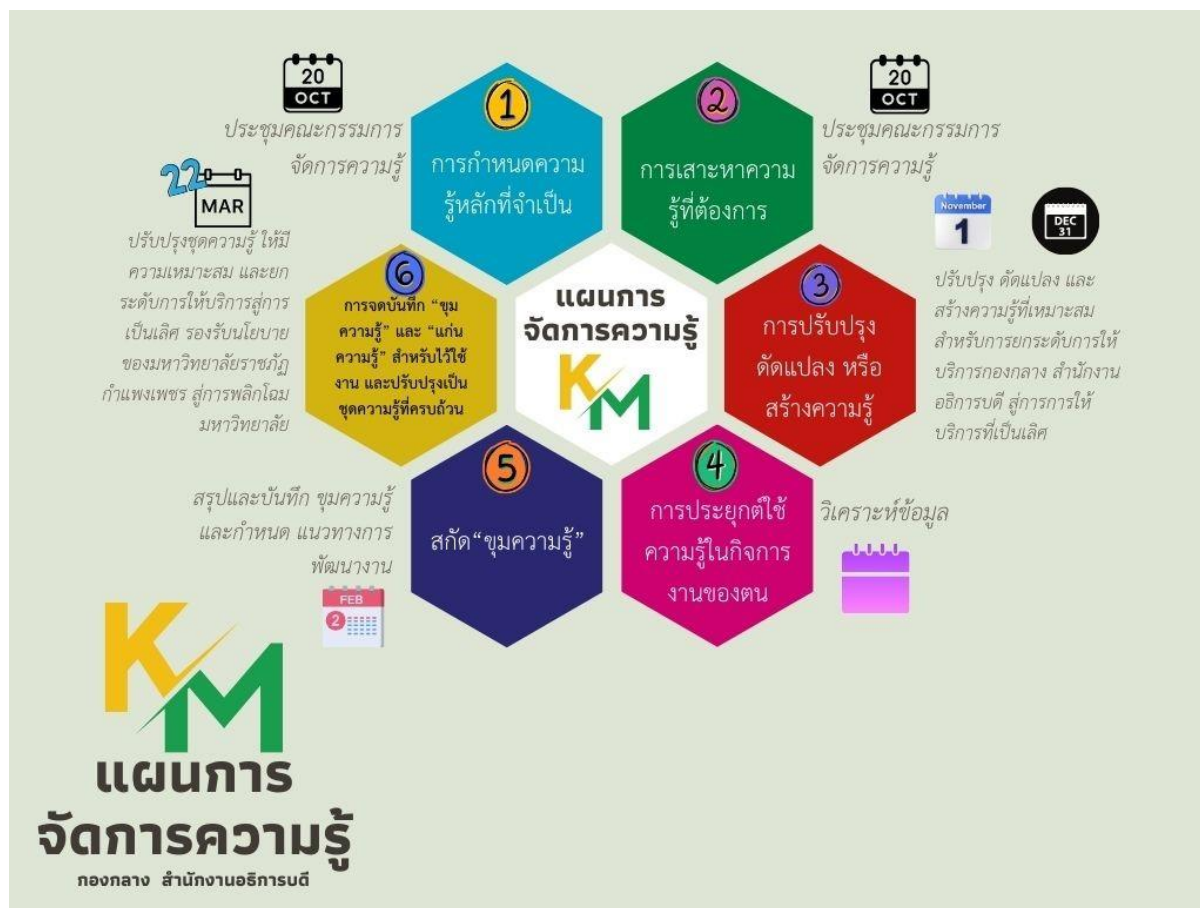 20
OCT
ประชุมคณะกรรมการ
จัดการความรู้
1
การกำหนดความ
รู้หลักที่จำเป็น
2
การเสาะหาความ
รู้ที่ต้องการ
20
OCT
ประชุมคณะกรรมการ
จัดการความรู้
22
MAR
ปรับปรุงชุดความรู้ ให้มี
ความเหมาะสม และยก
ระดับการให้บริการสู่การ
เป็นเลิศ รองรับนโยบาย
ของมหาวิทยาลัยราชภัฏ
กำแพงเพชร สู่การพลิกโฉม
มหาวิทยาลัย
6
การจดบันทึก “ขุม
ความรู้” และ “แก่น
ความรู้” สำหรับไว้ใช้
งาน และปรับปรุงเป็น
ชุดความรู้ที่ครบถ้วน
แผนการ
จัดการความรู้
KM
3
การปรับปรุง
ดัดแปลง หรือ
สร้างความรู้
November
1
DEC
31
ปรับปรุง ดัดแปลง และ
สร้างความรู้ที่เหมาะสม
สำหรับการยกระดับการให้
บริการกองกลาง สำนักงาน
อธิการบดี สู่การการให้
บริการที่เป็นเลิศ
สรุปและบันทึก ขุมความรู้
และกำหนด แนวทางการ
พัฒนางาน
FEB
2
5
สกัด“ขุมความรู้”
4
การประยุกต์ใช้
ความรู้ในกิจการ
งานของตน
วิเคราะห์ข้อมูล
KM
แผนการ
จัดการความรู้
กองกลาง สำนักงานอธิการบดี